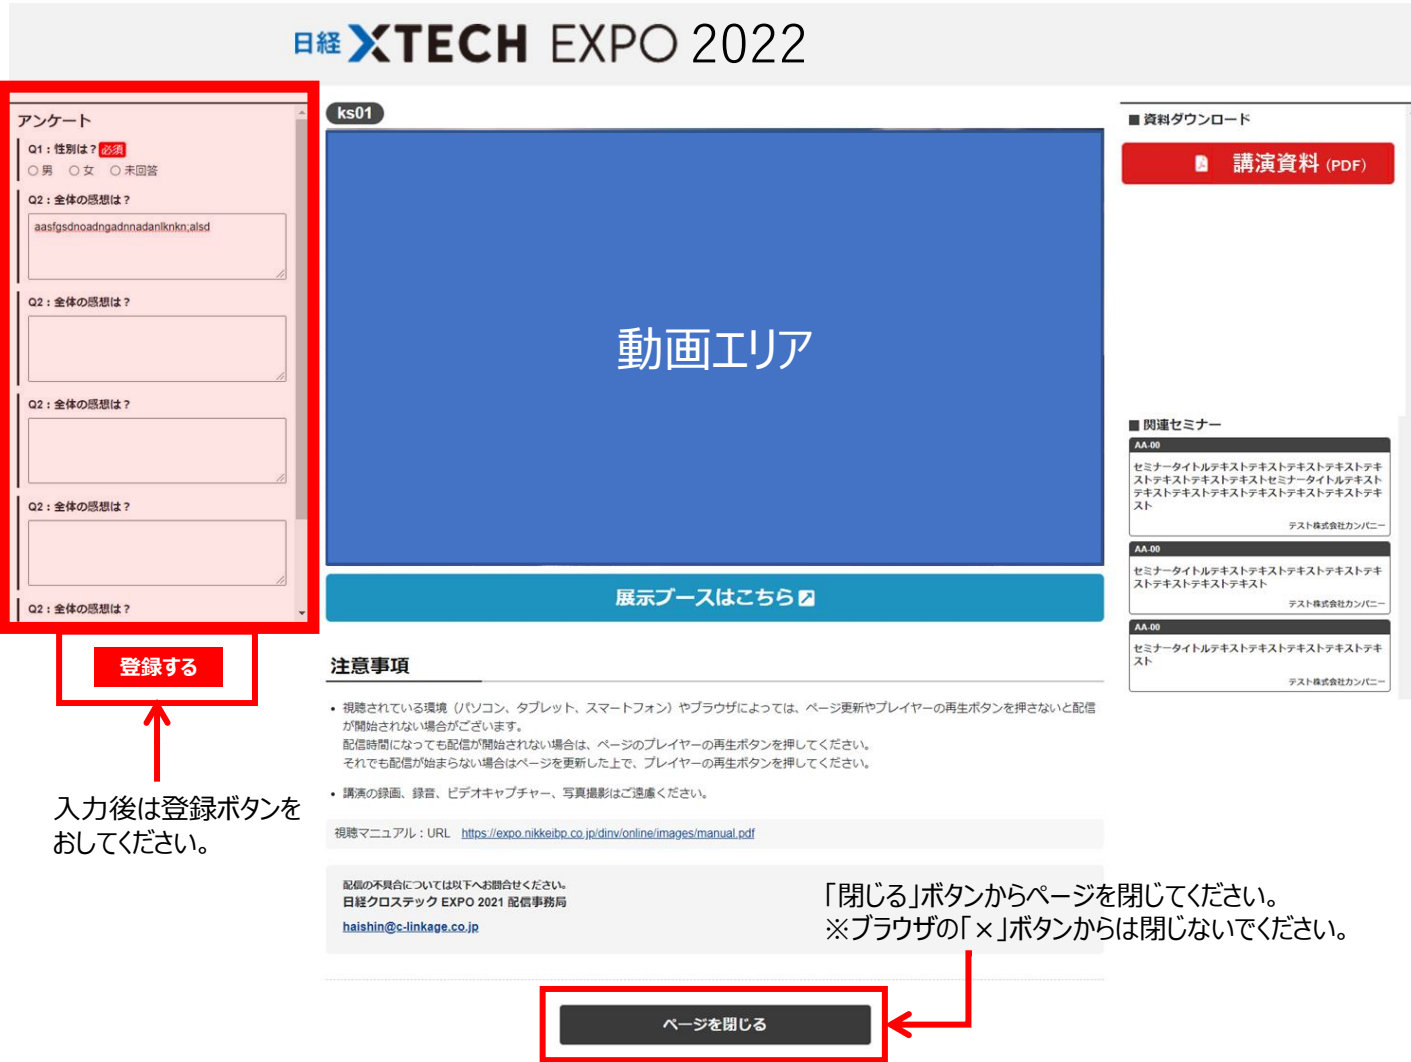 日経 XTECH EXPO 2022
アンケート
Q1：性別は？必須
男 女 未回答
Q2：全体の感想は？
aasfgsdnoadngadnnadanlknkn;alsd
Q2：全体の感想は？
Q2：全体の感想は？
Q2：全体の感想は？
Q2：全体の感想は？
登録する
入力後は登録ボタンを
おしてください。
ks01
動画エリア
展示ブースはこちら
注意事項
• 視聴されている環境（パソコン、タブレット、スマートフォン）やブラウザによっては、ページ更新やプレイヤーの再生ボタンを押さないと配信
が開始されない場合がございます。
配信時間になっても配信が開始されない場合は、ページのプレイヤーの再生ボタンを押してください。
それでも配信が始まらない場合はページを更新した上で、プレイヤーの再生ボタンを押してください。
• 講演の録画、録音、ビデオキャプチャー、写真撮影はご遠慮ください。
視聴マニュアル：URL https://expo.nikkeibp.co.jp/dinv/online/images/manual.pdf
配信の不具合については以下へお問合せください。
日経クロステック EXPO 2021 配信事務局
haishin@c-linkage.co.jp
「閉じる」ボタンからページを閉じてください。
※ブラウザの「×」ボタンからは閉じないでください。
ページを閉じる
■ 資料ダウンロード
講演資料 (PDF)
■ 関連セミナー
AA-00
セミナータイトルテキストテキストテキストテキストテキ
ストテキストテキストテキストセミナータイトルテキスト
テキストテキストテキストテキストテキストテキストテキ
スト
テスト株式会社カンパニー
AA-00
セミナータイトルテキストテキストテキストテキストテキ
ストテキストテキストテキスト
テスト株式会社カンパニー
AA-00
セミナータイトルテキストテキストテキストテキストテキ
スト
テスト株式会社カンパニー